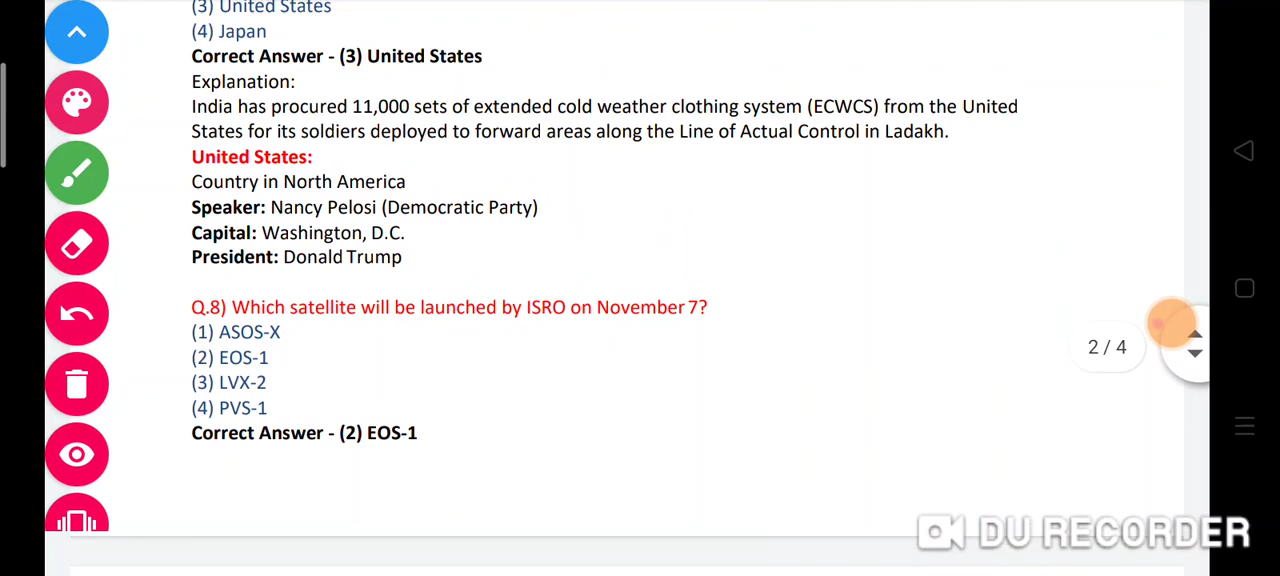 (3) United States
(4) Japan
Correct Answer - (3) United States
Explanation:
India has procured 11,000 sets of extended cold weather clothing system (ECWCS) from the United
States for its soldiers deployed to forward areas along the Line of Actual Control in Ladakh.
United States:
Country in North America
Speaker: Nancy Pelosi (Democratic Party)
Capital: Washington, D.C.
President: Donald Trump
Q.8) Which satellite will be launched by ISRO on November 7?
(1) ASOS-X
(2) EOS-1
(3) LVX-2
(4) PVS-1
Correct Answer - (2) EOS-1
2 / 4
DU RECORDER